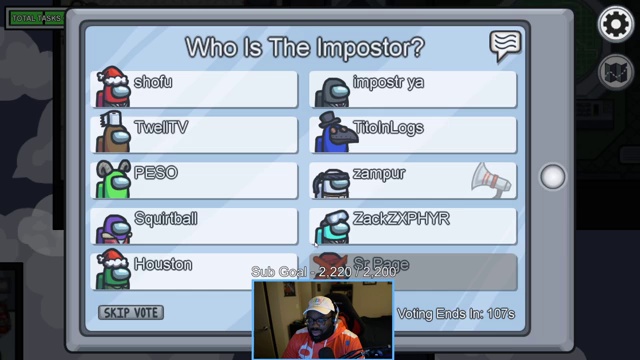 TOTAL TASKS
Who Is The Impostor?
shofu
impostr ya
TwellTV
TitoInLogs
PESO
zampur
Squirtball
ZackZXPHYR
Houston
Sr Page
Sub Goal - 2,220 / 2,200
SKIP VOTE
Voting Ends In: 107s